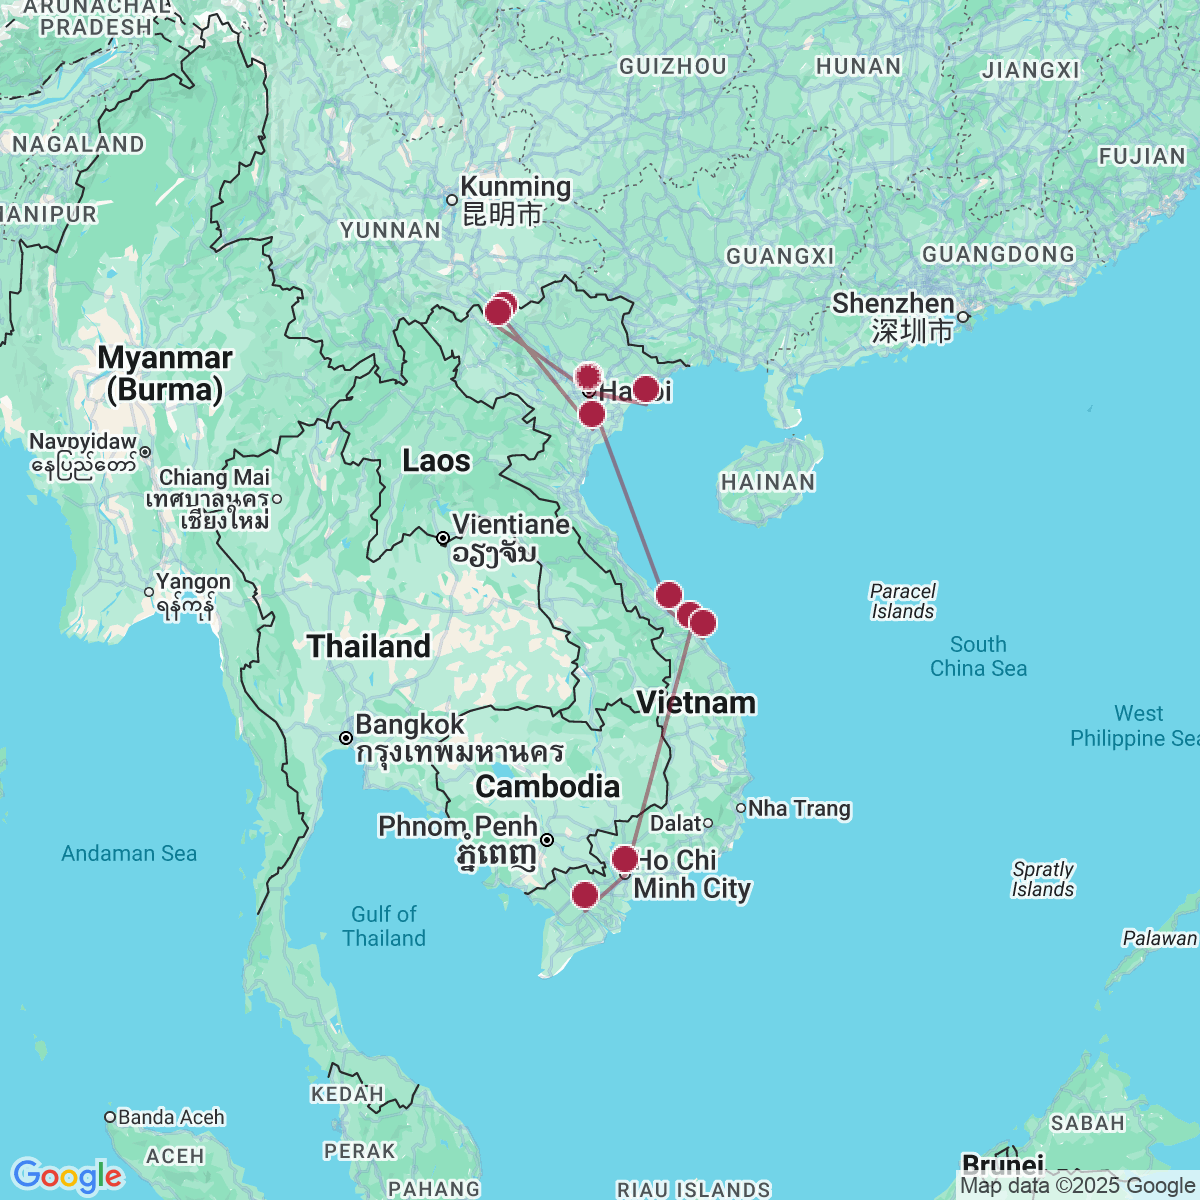 ARUNACHAL
PRADESH
GUIZHOU
HUNAN
JIANGXI
NAGALAND
FUJIAN
Kunming
昆明市
MANIPUR
YUNNAN
GUANGXI
GUANGDONG
Shenzhen
深圳市
Myanmar
(Burma)
Hanoi
Naypyidaw
နေပြည်တော်
Laos
Chiang Mai
เทศบาลนคร
เชียงใหม่
HAINAN
Vientiane
ວຽງຈັນ
Yangon
ရန်ကုန်
Paracel
Islands
Thailand
South
China Sea
Vietnam
Bangkok
กรุงเทพมหานคร
West
Philippine Sea
Cambodia
Nha Trang
Phnom Penh
ភ្នំពេញ
Dalat
Andaman Sea
Ho Chi
Minh City
Spratly
Islands
Gulf of
Thailand
Palawan
KEDAH
Banda Aceh
SABAH
ACEH
PERAK
Brunei
Google
PAHANG
RIAU ISLANDS
Map data ©2025 Google